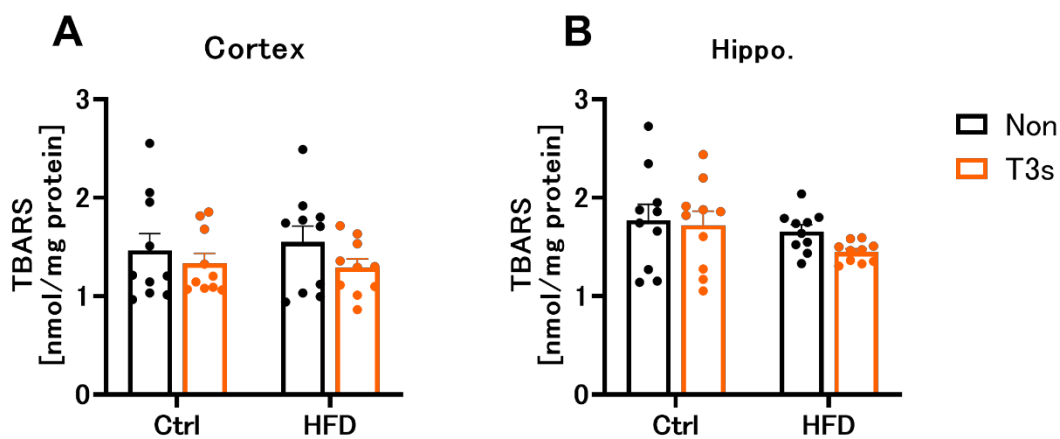 A
Cortex
TBARS
[nmol/mg protein]
3
2
1
0
Ctrl
HFD
B
Hippo.
TBARS
[nmol/mg protein]
3
2
1
0
Ctrl
HFD
Non
T3s